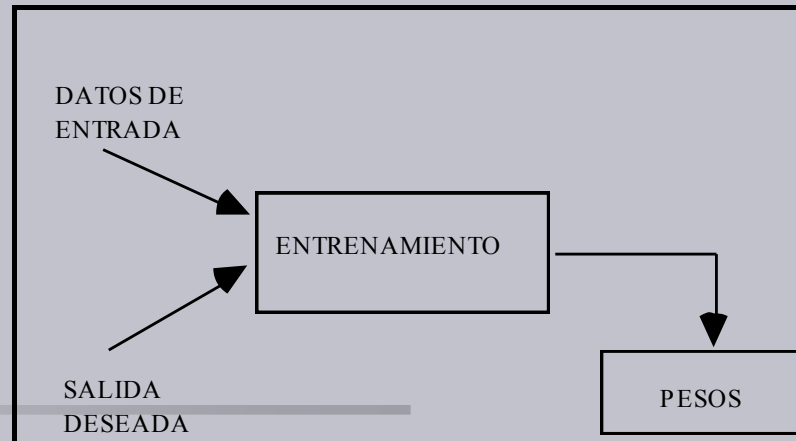 DATOS DE
ENTRADA
ENTRENAMIENTO
SALIDA
DESEADA
PESOS